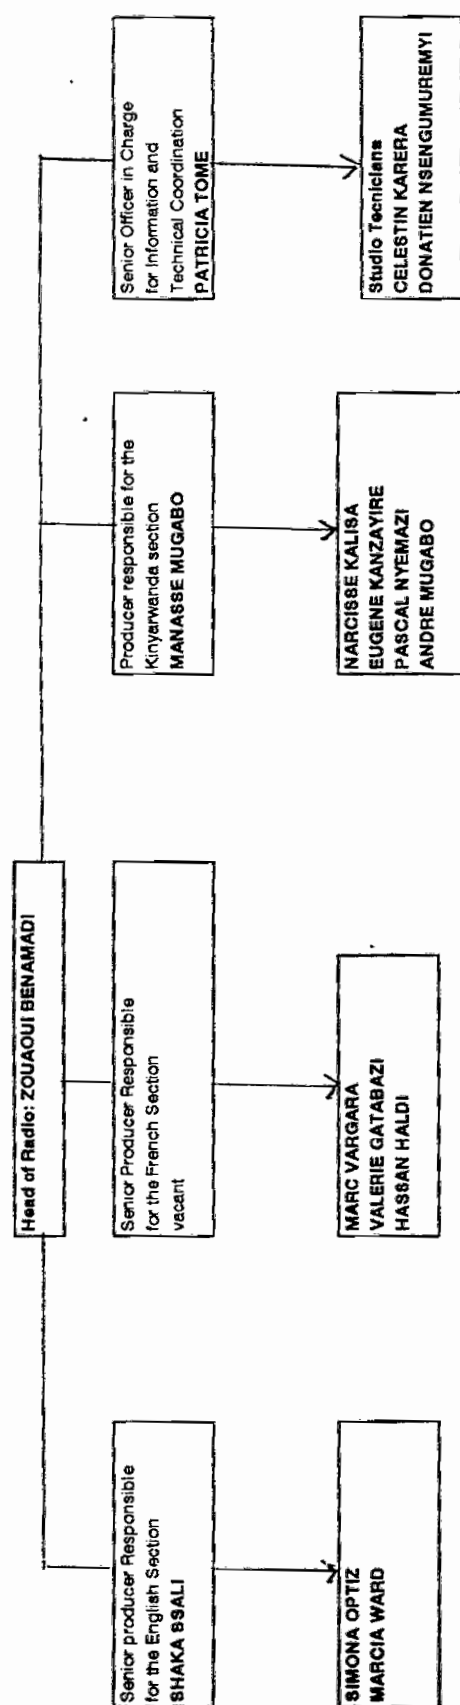 Head of Radio: ZOUAOUI BENAMADI
Senior producer Responsible
for the English Section
SHAKA SSALI
SIMONA OPTIZ
MARCIA WARD
Senior Producer Responsible
for the French Section
vacant
MARC VARGARA
VALERIE GATABAZI
HASSAN HALDI
Producer responsible for the
Kinyarwanda section
MANASSE MUGABO
NARCISSE KALISA
EUGENE KANZAYIRE
PASCAL NYEMAZI
ANDRE MUGABO
Senior Officer in Charge
for Information and
Technical Coordination
PATRICIA TOME
Studio Tecnicians
CELESTIN KARERA
DONATIEN NSENGUMUREMYI